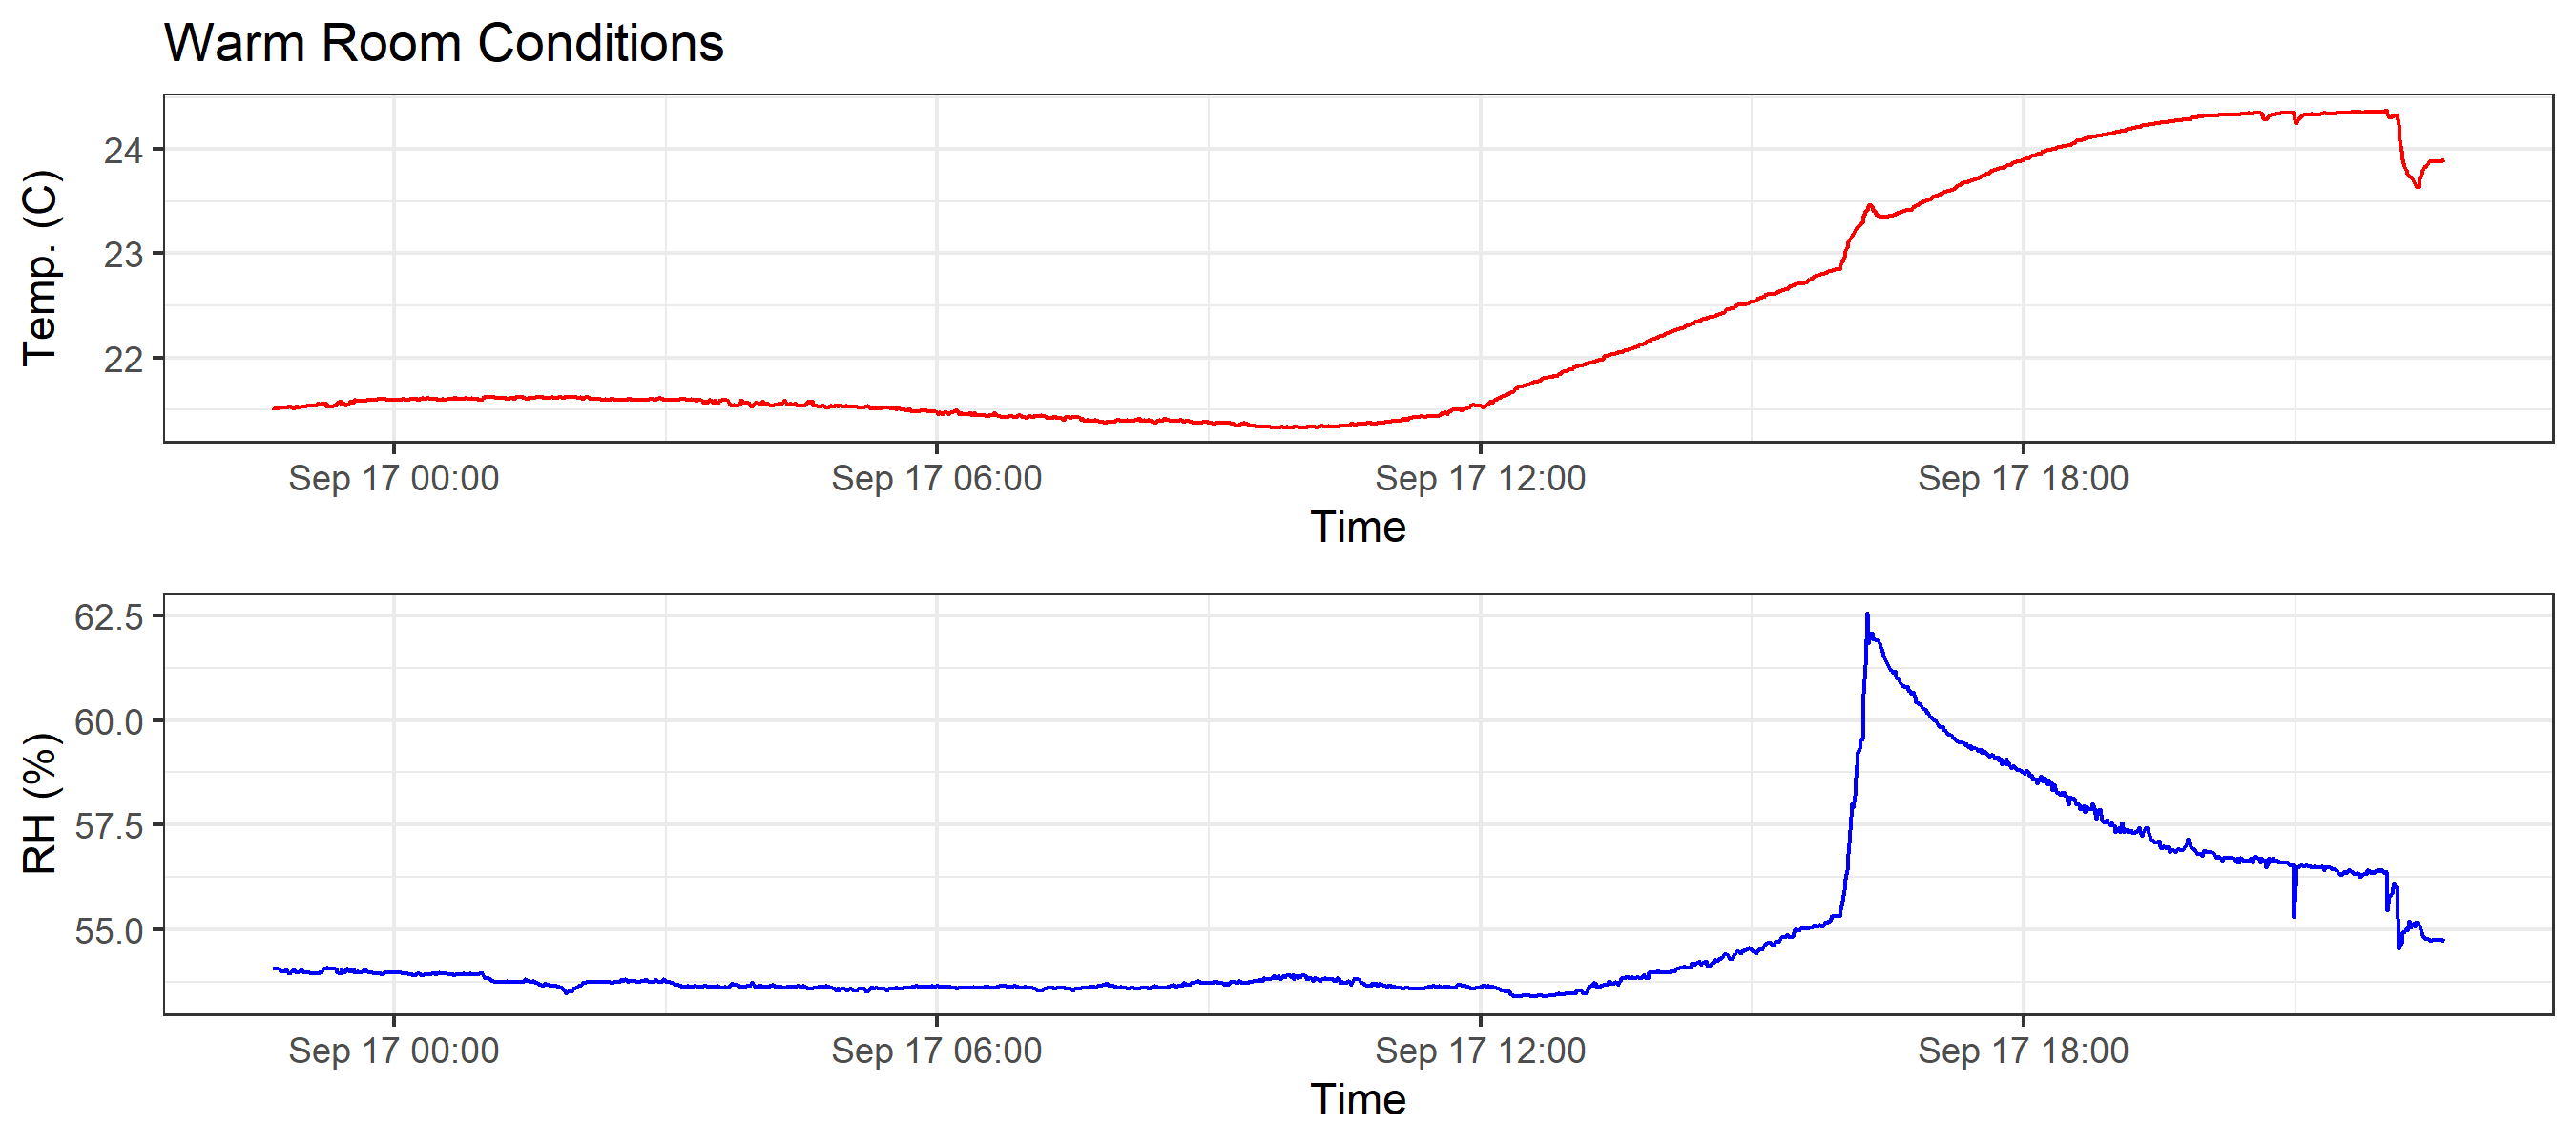 Warm Room Conditions
Temp. (C)
24
23
22
Sep 17 00:00 Sep 17 06:00 Sep 17 12:00 Sep 17 18:00
Time
RH (%)
62.5
60.0
57.5
55.0
Sep 17 00:00 Sep 17 06:00 Sep 17 12:00 Sep 17 18:00
Time